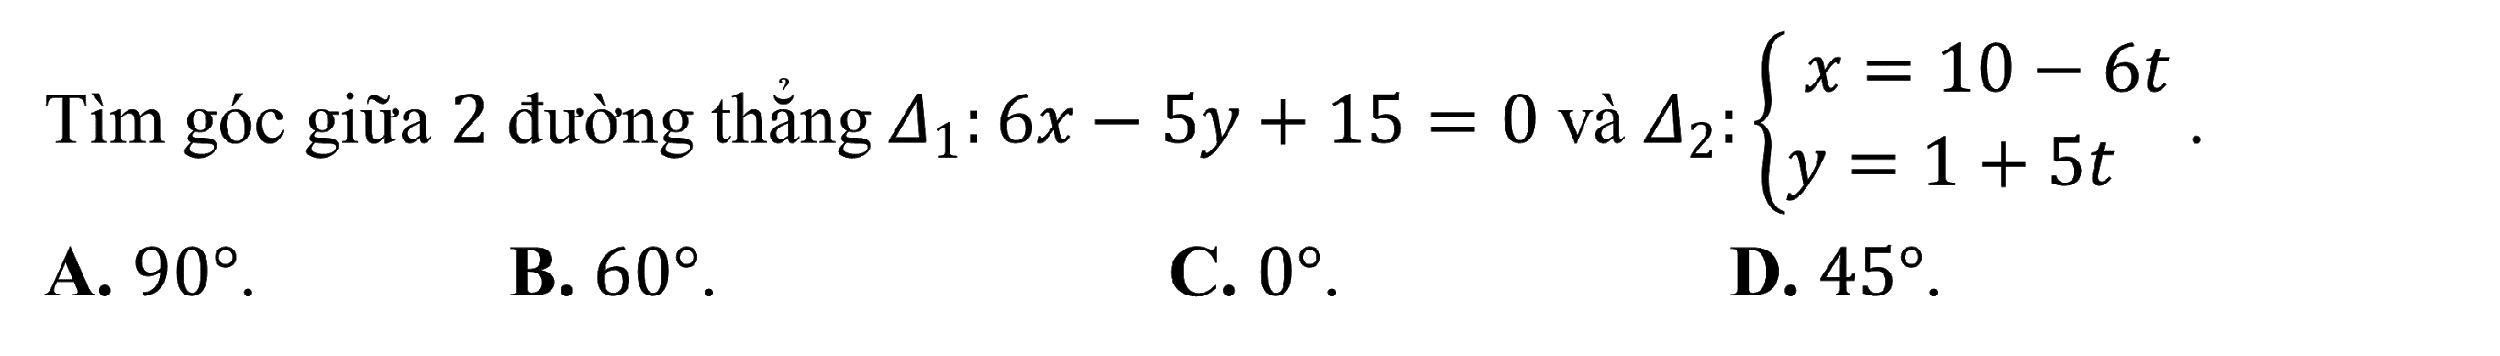 Tìm góc giữa 2 đường thẳng Δ₁: 6x − 5y + 15 = 0 và Δ₂: { x = 10 − 6t
y = 1 + 5t .
A. 90°. B. 60°. C. 0°. D. 45°.